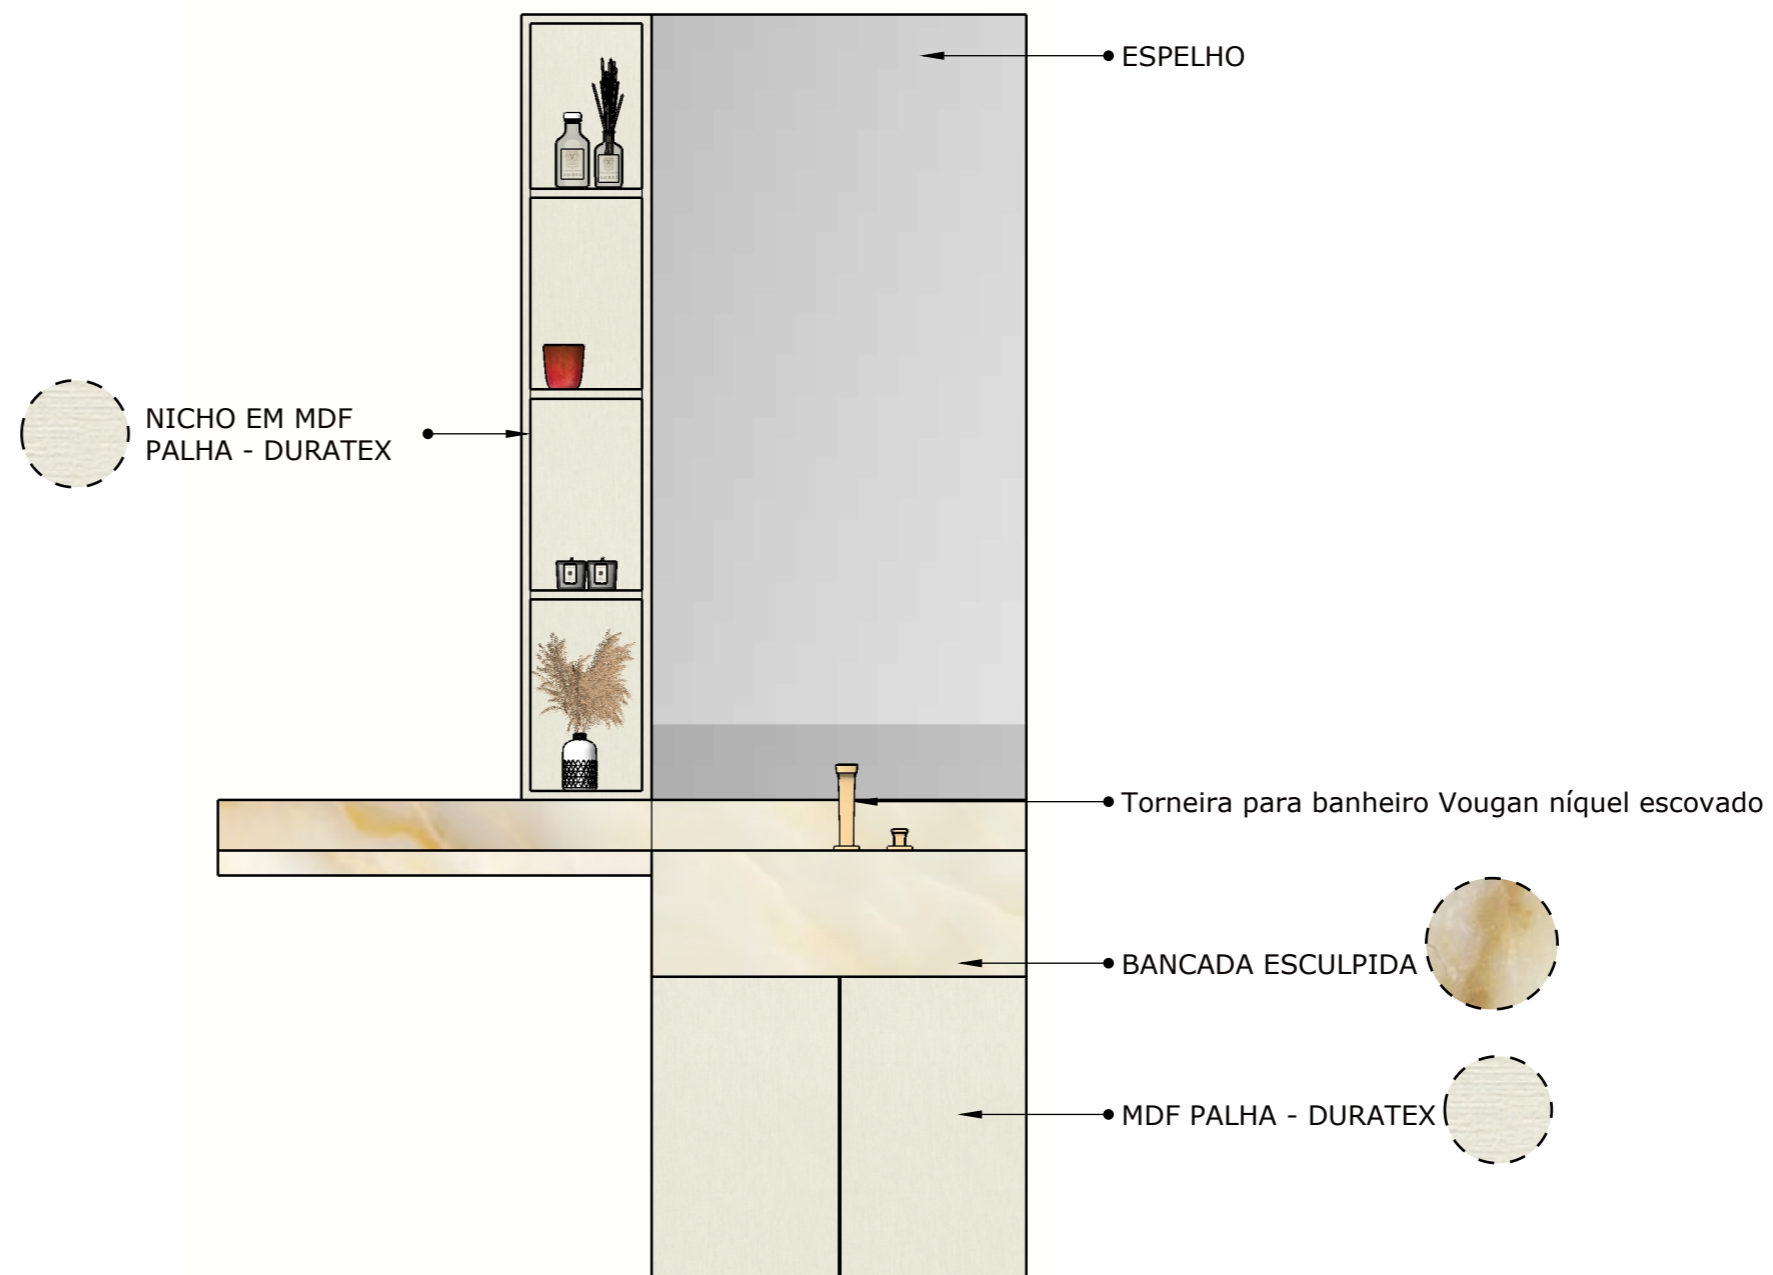 ESPELHO
NICHO EM MDF
PALHA - DURATEX
Torneira para banheiro Vougan níquel escovado
BANCADA ESCULPIDA
MDF PALHA - DURATEX